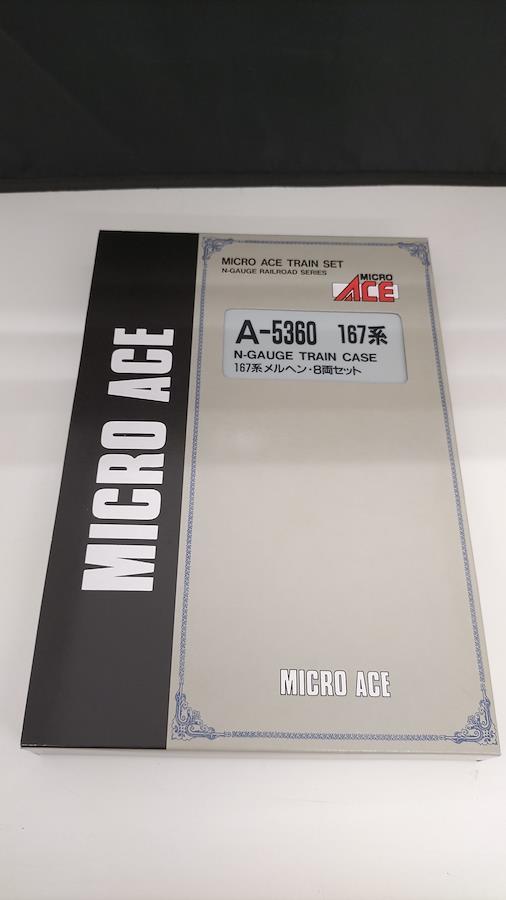 MICRO ACE
MICRO ACE TRAIN SET
N-GAUGE RAILROAD SERIES
MICRO
ACE
A-5360 167系
N-GAUGE TRAIN CASE
167系メルヘン・8両セット
MICRO ACE